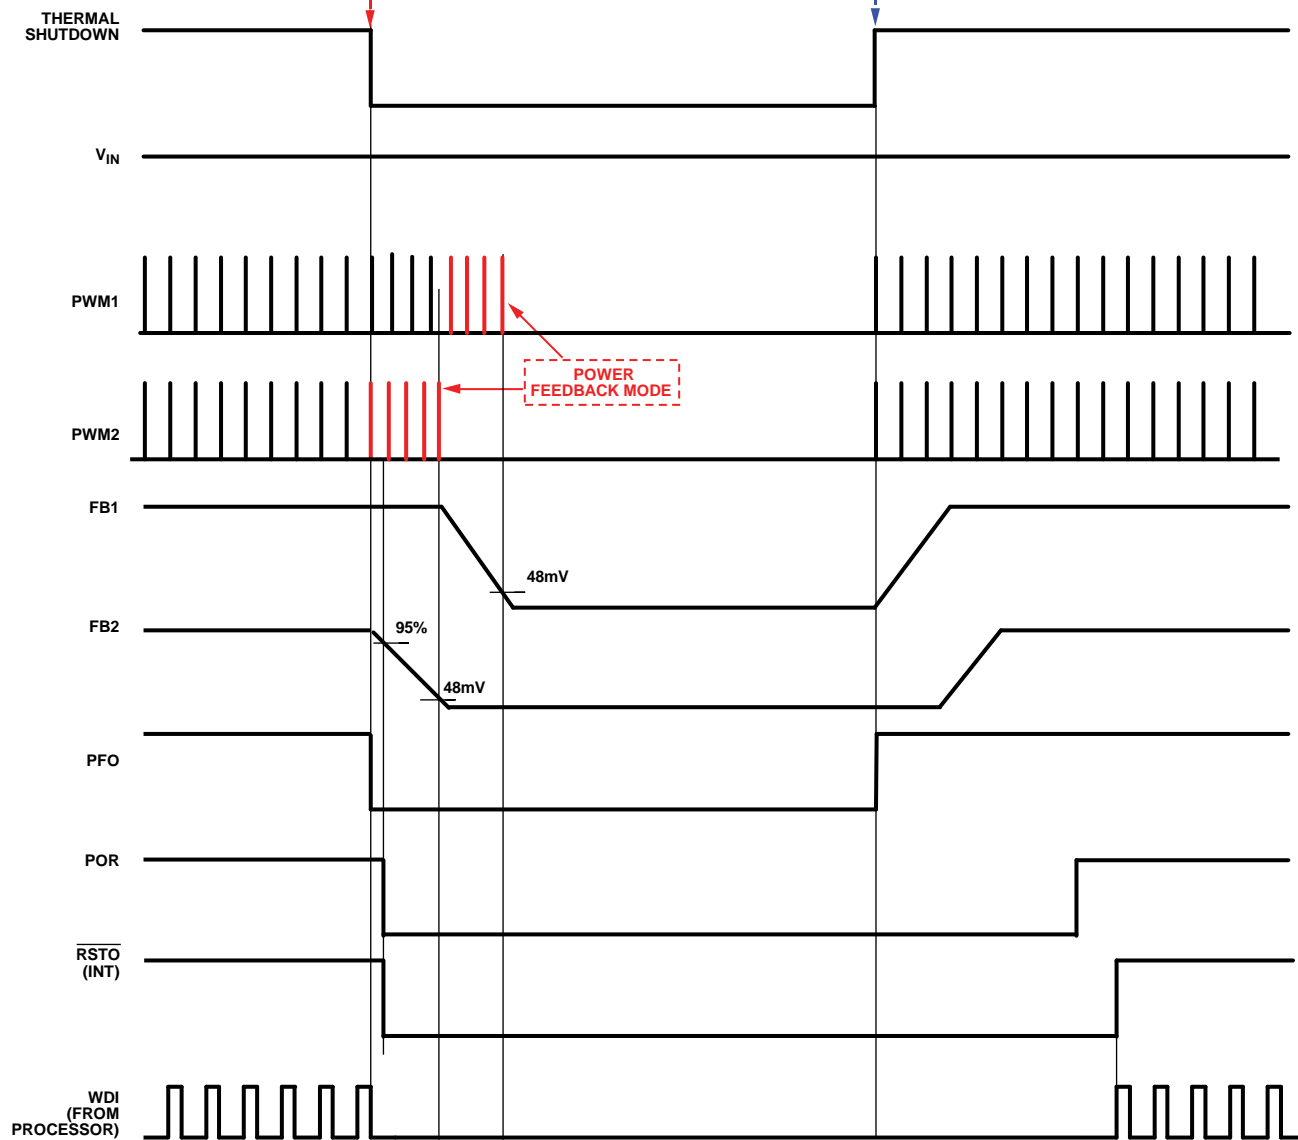 THERMAL
SHUTDOWN
VIN
PWM1
POWER
FEEDBACK MODE
PWM2
FB1
48mV
FB2
95%
48mV
PFO
POR
RSTO
(INT)
WDI
(FROM
PROCESSOR)